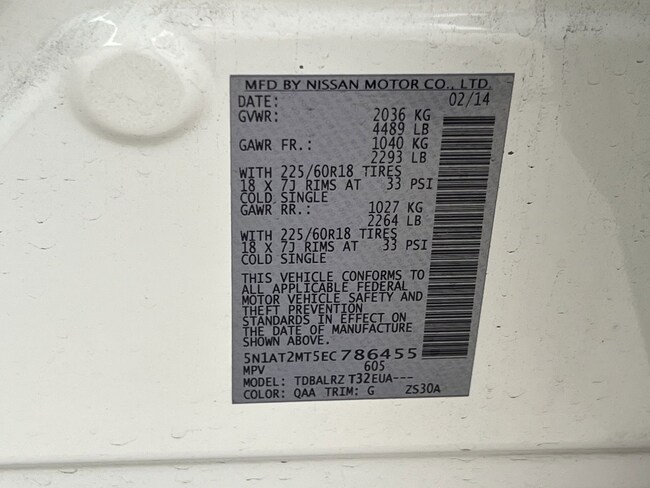 MFD BY NISSAN MOTOR CO., LTD.
DATE: 02/14
GVWR: 2036 KG
4489 LB
GAWR FR.: 1040 KG
2293 LB
WITH 225/60R18 TIRES
18 X 7J RIMS AT 33 PSI
COLD SINGLE
GAWR RR.: 1027 KG
2264 LB
WITH 225/60R18 TIRES
18 X 7J RIMS AT 33 PSI
COLD SINGLE
THIS VEHICLE CONFORMS TO
ALL APPLICABLE FEDERAL
MOTOR VEHICLE SAFETY AND
THEFT PREVENTION
STANDARDS IN EFFECT ON
THE DATE OF MANUFACTURE
SHOWN ABOVE.
5N1AT2MT5EC786455
MPV 605
MODEL: TDBALRZ T32EUA---
COLOR: QAA TRIM: G ZS30A